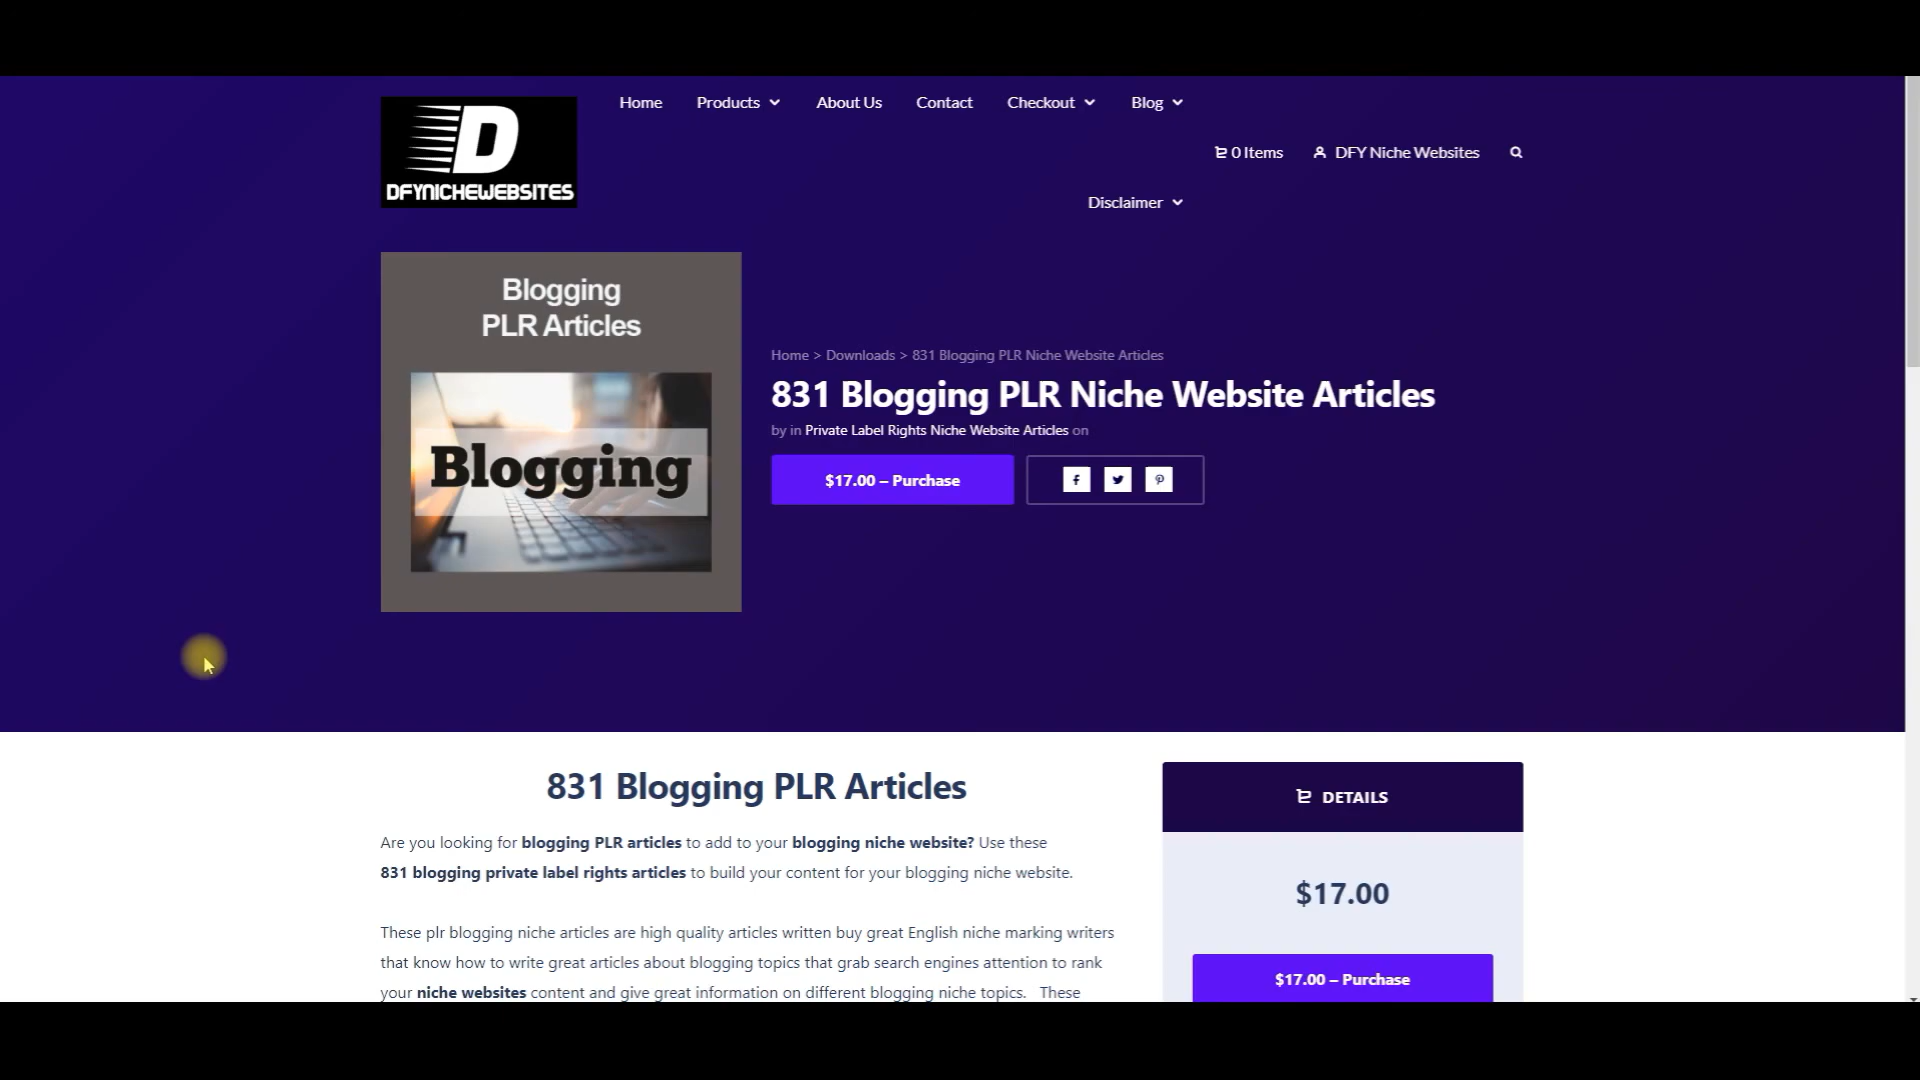 Home Products About Us Contact Checkout Blog
DFYNICHEWEBSITES
0 Items DFY Niche Websites
Disclaimer
Blogging
PLR Articles
Blogging
Home > Downloads > 831 Blogging PLR Niche Website Articles
831 Blogging PLR Niche Website Articles
by in Private Label Rights Niche Website Articles on
$17.00 – Purchase
831 Blogging PLR Articles
Are you looking for blogging PLR articles to add to your blogging niche website? Use these
831 blogging private label rights articles to build your content for your blogging niche website.
These plr blogging niche articles are high quality articles written buy great English niche marking writers
that know how to write great articles about blogging topics that grab search engines attention to rank
your niche websites content and give great information on different blogging niche topics. These
DETAILS
$17.00
$17.00 – Purchase